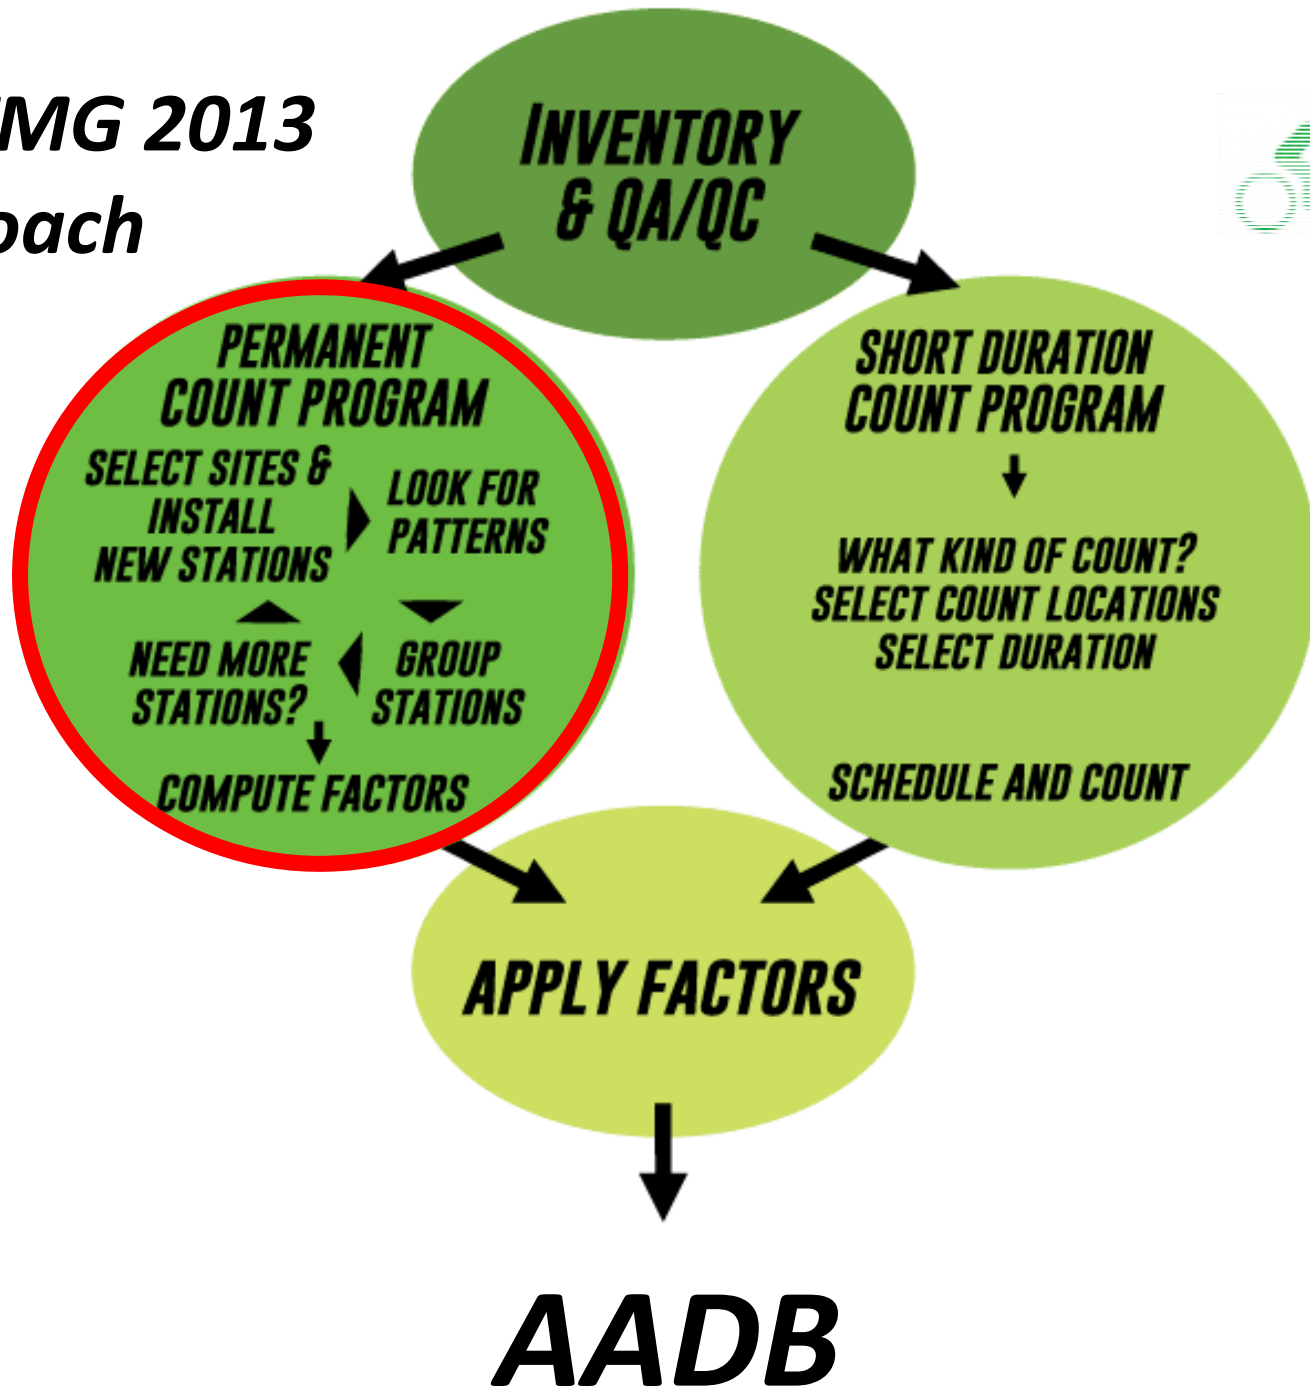 MG 2013
oach
INVENTORY
& QA/QC
PERMANENT
COUNT PROGRAM
SELECT SITES &
INSTALL
NEW STATIONS
LOOK FOR
PATTERNS
NEED MORE
STATIONS?
GROUP
STATIONS
COMPUTE FACTORS
SHORT DURATION
COUNT PROGRAM
WHAT KIND OF COUNT?
SELECT COUNT LOCATIONS
SELECT DURATION
SCHEDULE AND COUNT
APPLY FACTORS
AADB